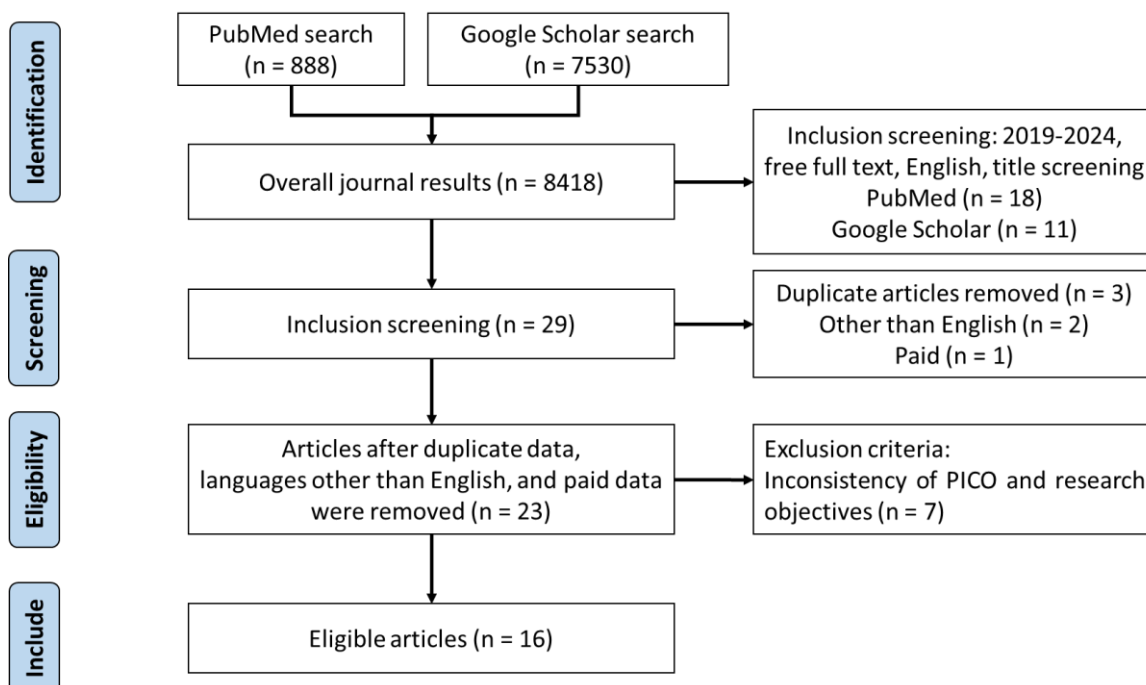 Identification
PubMed search
(n = 888)
Google Scholar search
(n = 7530)
Overall journal results (n = 8418)
Inclusion screening: 2019-2024,
free full text, English, title screening
PubMed (n = 18)
Google Scholar (n = 11)
Screening
Inclusion screening (n = 29)
Duplicate articles removed (n = 3)
Other than English (n = 2)
Paid (n = 1)
Eligibility
Articles after duplicate data,
languages other than English, and paid data
were removed (n = 23)
Exclusion criteria:
Inconsistency of PICO and research
objectives (n = 7)
Include
Eligible articles (n = 16)